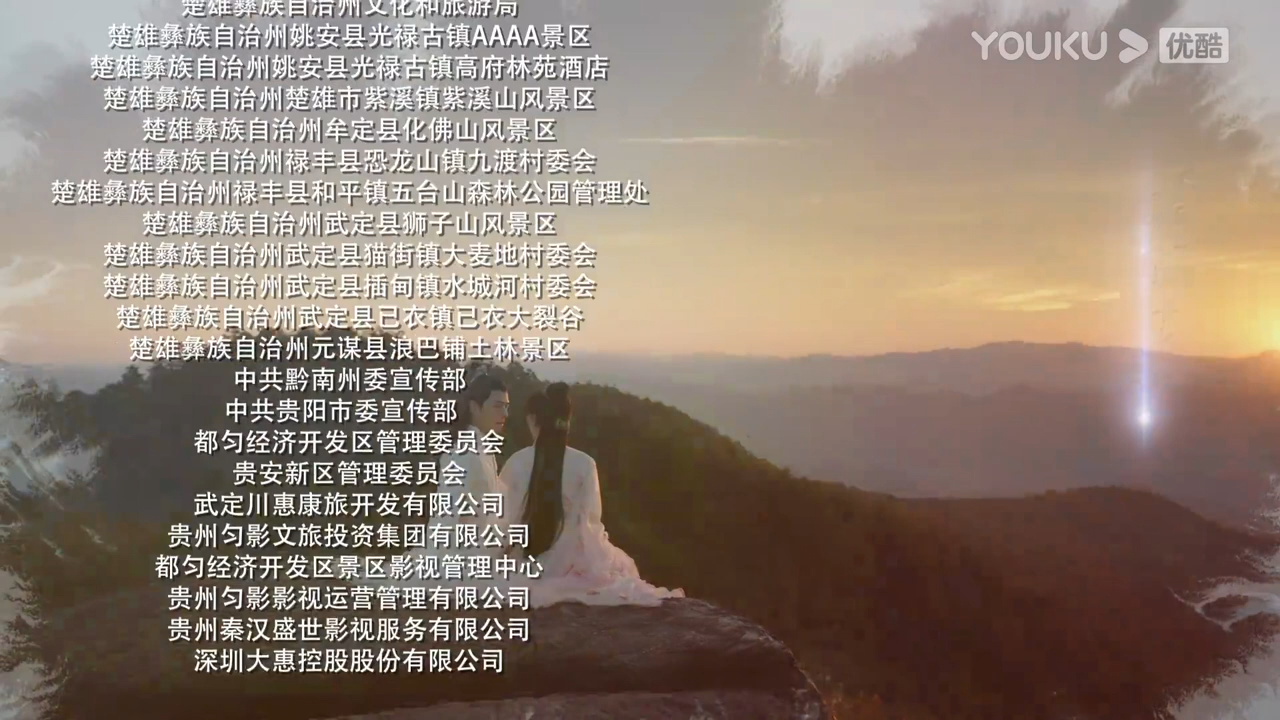 楚雄彝族自治州文化和旅游局
楚雄彝族自治州姚安县光禄古镇AAAA景区
楚雄彝族自治州姚安县光禄古镇高府林苑酒店
楚雄彝族自治州楚雄市紫溪镇紫溪山风景区
楚雄彝族自治州牟定县化佛山风景区
楚雄彝族自治州禄丰县恐龙山镇九渡村委会
楚雄彝族自治州禄丰县和平镇五台山森林公园管理处
楚雄彝族自治州武定县狮子山风景区
楚雄彝族自治州武定县猫街镇大麦地村委会
楚雄彝族自治州武定县插甸镇水城河村委会
楚雄彝族自治州武定县己衣镇己衣大裂谷
楚雄彝族自治州元谋县浪巴铺土林景区
中共黔南州委宣传部
中共贵阳市委宣传部
都匀经济开发区管理委员会
贵安新区管理委员会
武定川惠康旅开发有限公司
贵州匀影文旅投资集团有限公司
都匀经济开发区景区影视管理中心
贵州匀影影视运营管理有限公司
贵州秦汉盛世影视服务有限公司
深圳大惠控股股份有限公司
YOUKU 优酷